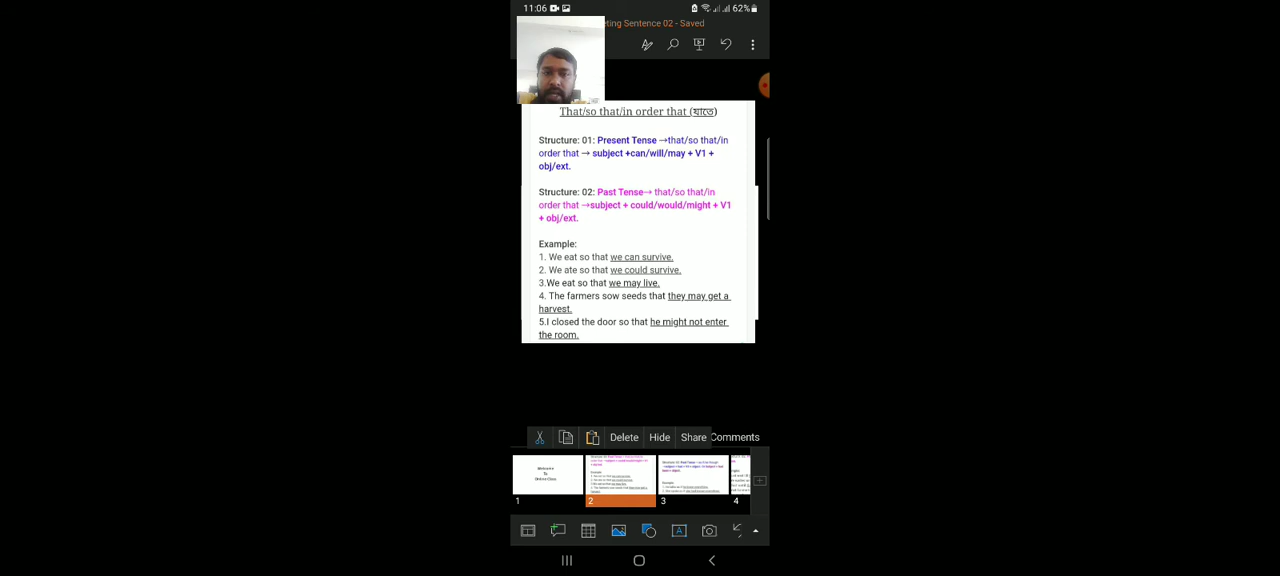 11:06
62%
eting Sentence 02 - Saved
That/so that/in order that (যাতে)
Structure: 01: Present Tense →that/so that/in
order that → subject +can/will/may + V1 +
obj/ext.
Structure: 02: Past Tense→ that/so that/in
order that →subject + could/would/might + V1
+ obj/ext.
Example:
1. We eat so that we can survive.
2. We ate so that we could survive.
3.We eat so that we may live.
4. The farmers sow seeds that they may get a
harvest.
5.I closed the door so that he might not enter
the room.
Delete Hide Share Comments
Welcome
To
Online Class
1
2
3
4